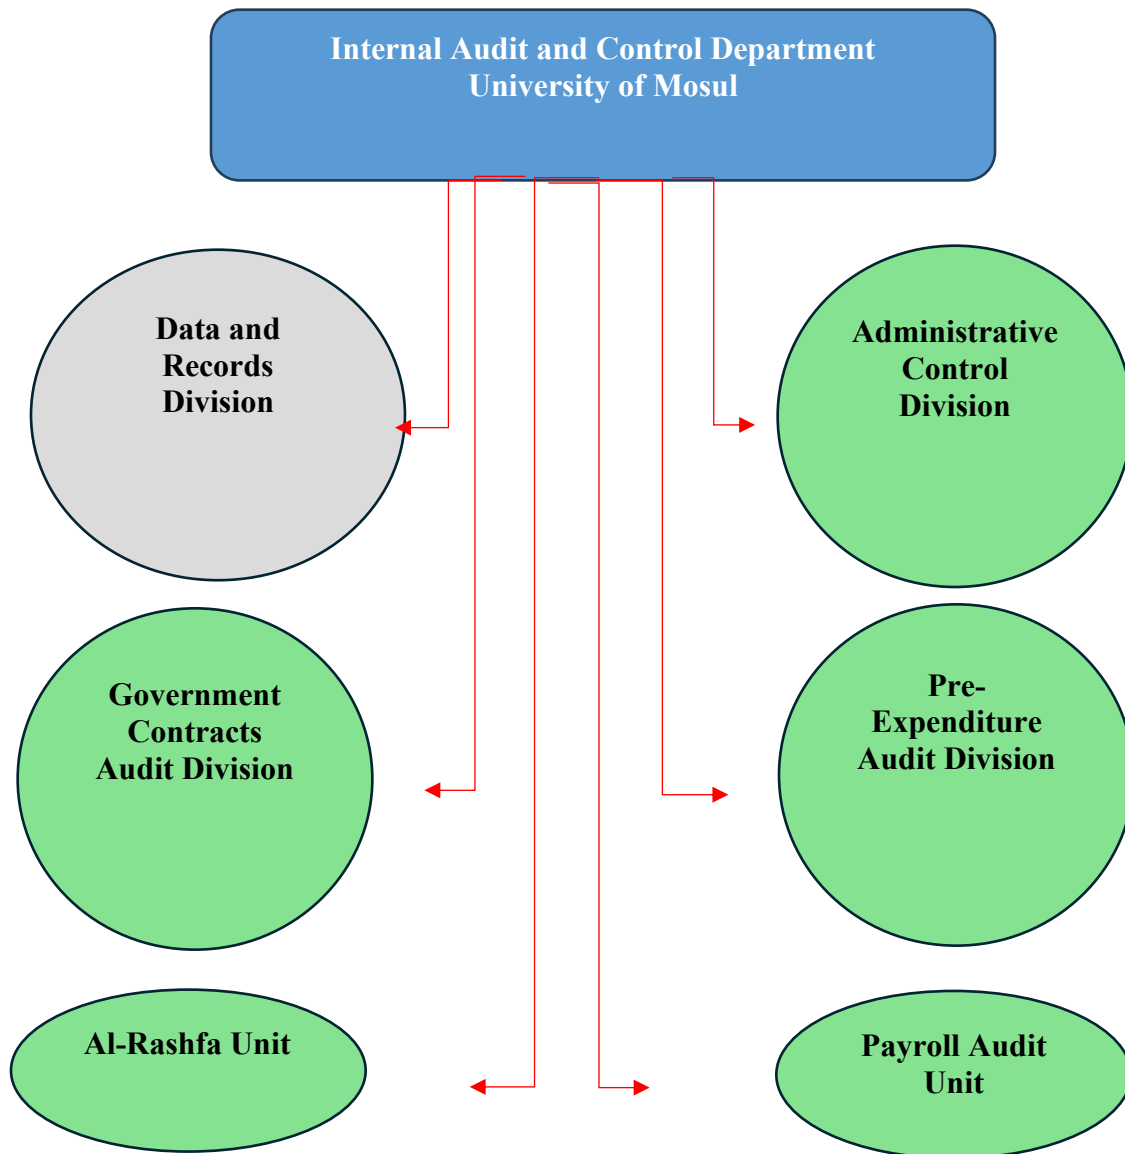 Internal Audit and Control Department
University of Mosul
Data and
Records
Division
Administrative
Control
Division
Government
Contracts
Audit Division
Pre-
Expenditure
Audit Division
Al-Rashfa Unit
Payroll Audit
Unit